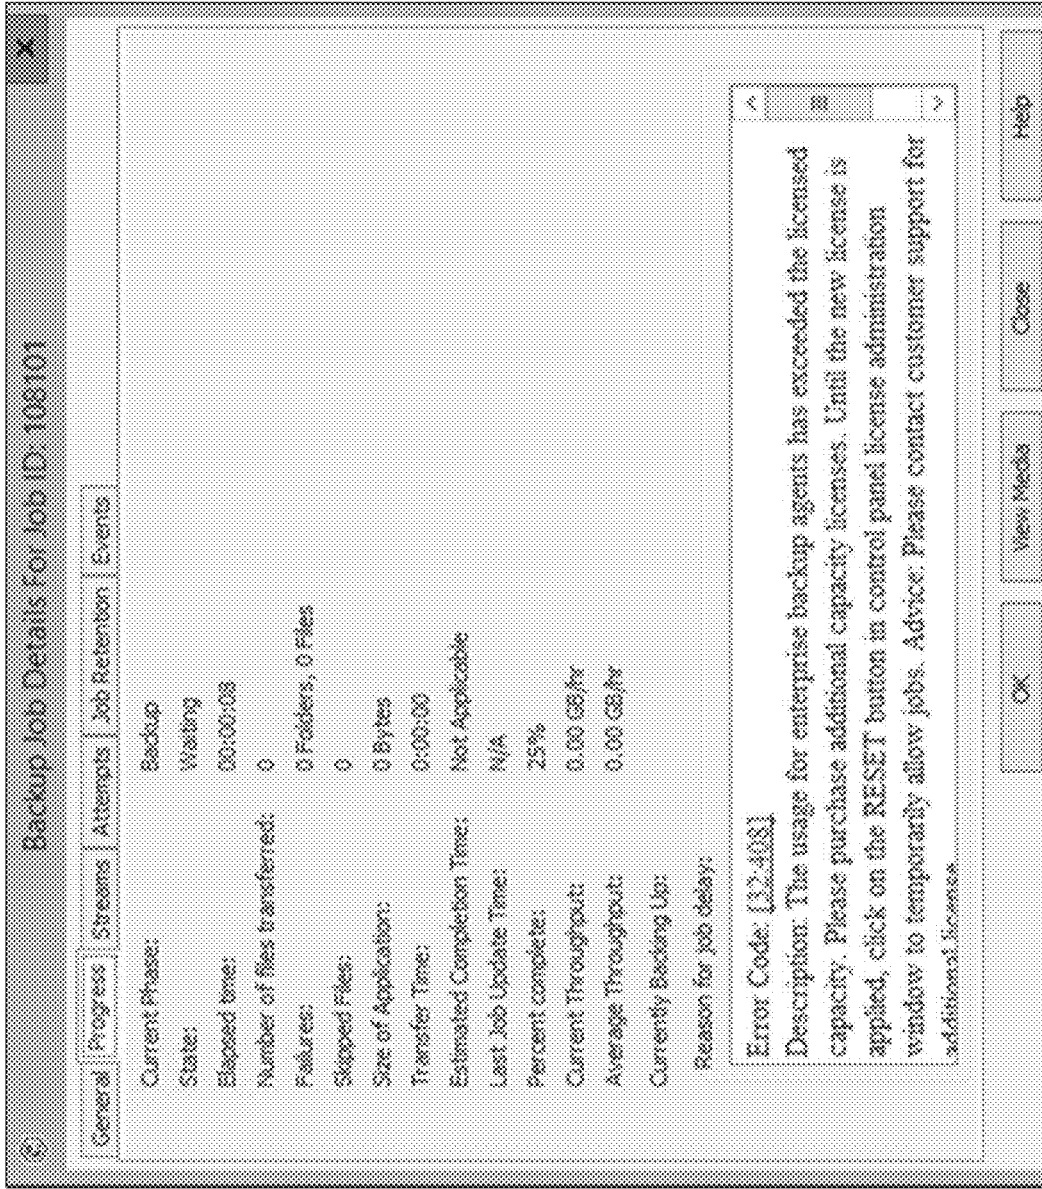 Backup Job Details For Job ID: 108101
X
General Progress Streams Attempts Job Retention Events
Current Phase: Backup
State: Waiting
Elapsed time: 00:00:08
Number of files transferred: 0
Failures: 0 Folders, 0 Files
Skipped Files: 0
Size of Application: 0 Bytes
Transfer Time: 0:00:00
Estimated Completion Time: Not Applicable
Last Job Update Time: N/A
Percent complete: 25%
Current Throughput: 0.00 GB/hr
Average Throughput: 0.00 GB/hr
Currently Backing Up:
Reason for job delay:
Error Code: [32:408]
Description: The usage for enterprise backup agents has exceeded the licensed
capacity. Please purchase additional capacity licenses. Until the new license is
applied, click on the RESET button in control panel license administration
window to temporarily allow jobs. Advice: Please contact customer support for
additional license
OK View Media Close Help